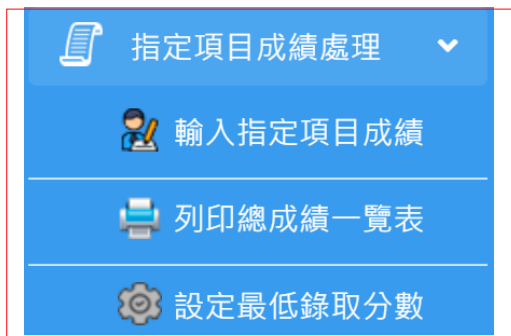 指定項目成績處理
輸入指定項目成績
列印總成績一覽表
設定最低錄取分數